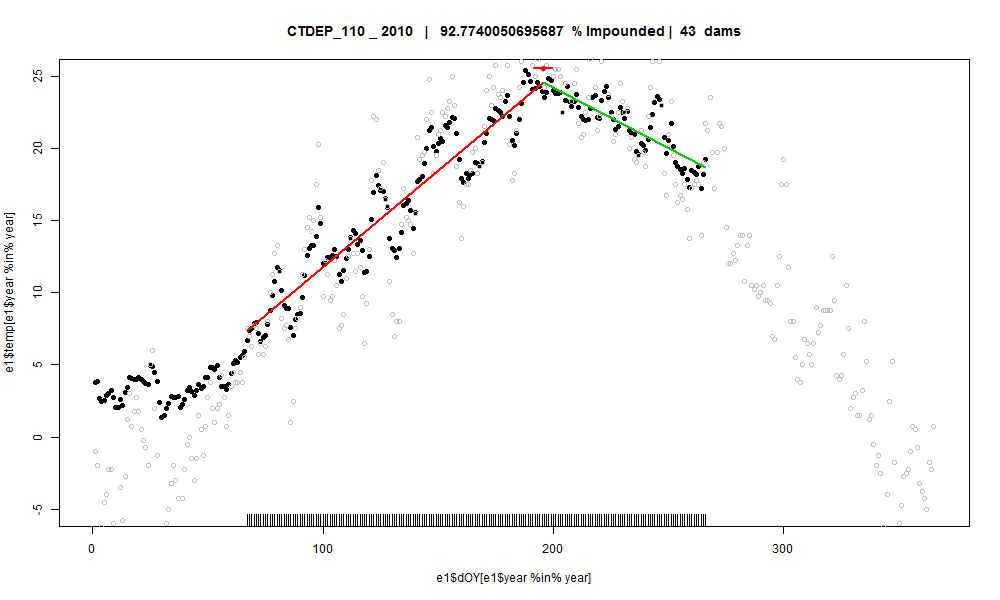 CTDEP_110 _ 2010 | 92.7740050695687 % Impounded | 43 dams
25
20
15
10
5
0
-5
e1$temp[e1$year %in% year]
0 100 200 300
e1$dOY[e1$year %in% year]